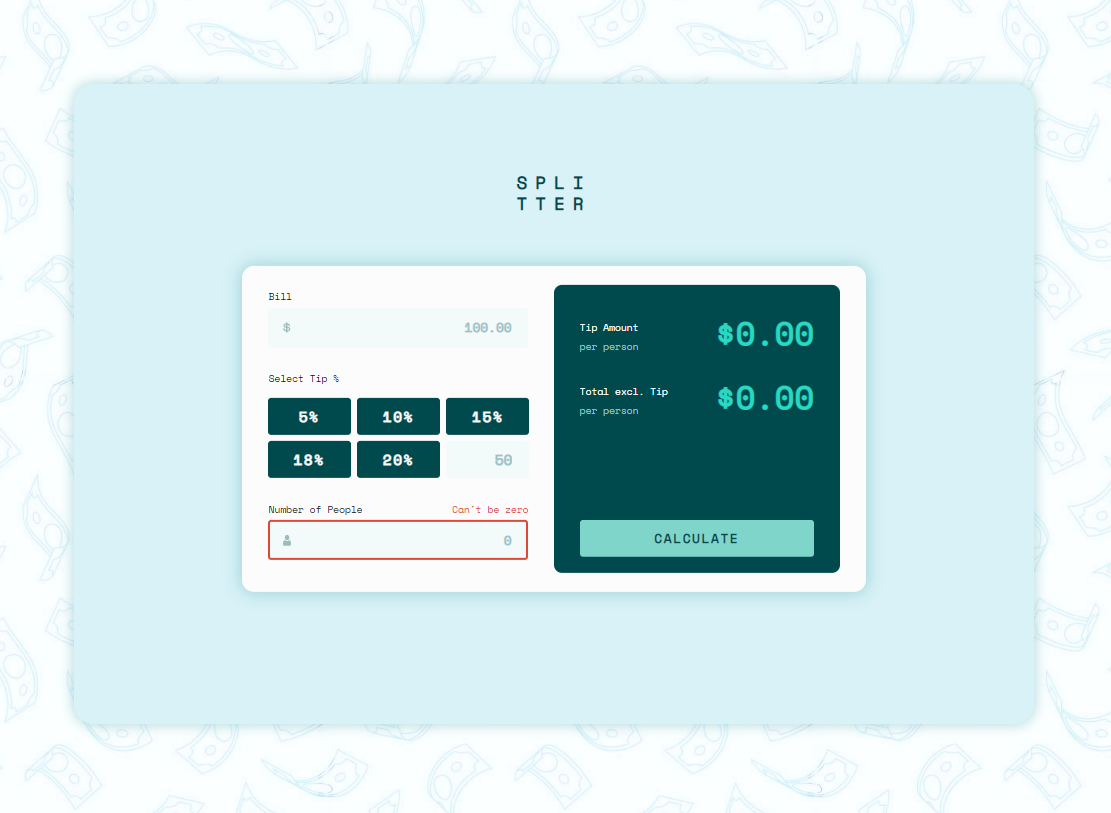 SPLI
TTER
Bill
$ 100.00
Select Tip %
5% 10% 15%
18% 20% 50
Number of People Can't be zero
0
Tip Amount
per person
$0.00
Total excl. Tip
per person
$0.00
CALCULATE